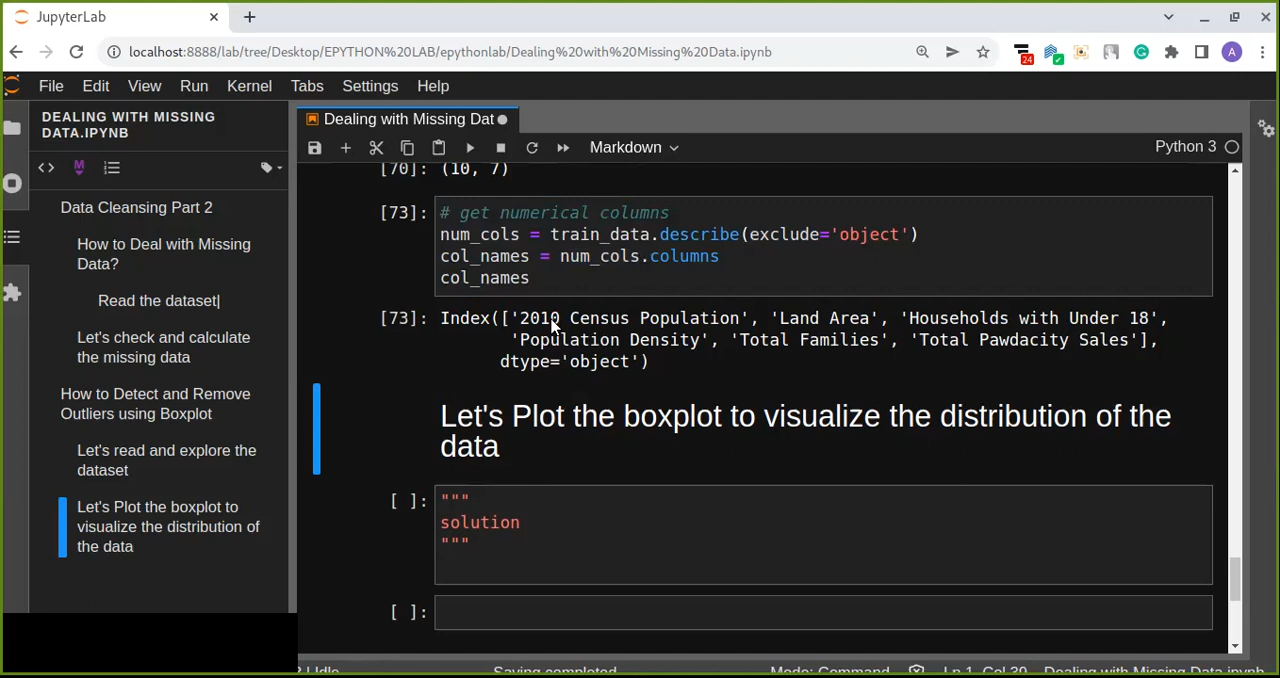 JupyterLab
localhost:8888/lab/tree/Desktop/EPYTHON%20LAB/epythonlab/Dealing%20with%20Missing%20Data.ipynb
24
A
File Edit View Run Kernel Tabs Settings Help
DEALING WITH MISSING
DATA.IPYNB
Data Cleansing Part 2
How to Deal with Missing
Data?
Read the dataset|
Let's check and calculate
the missing data
How to Detect and Remove
Outliers using Boxplot
Let's read and explore the
dataset
Let's Plot the boxplot to
visualize the distribution of
the data
Dealing with Missing Dat
Markdown
Python 3
[70]: (10, 7)
[73]: # get numerical columns
num_cols = train_data.describe(exclude='object')
col_names = num_cols.columns
col_names
[73]: Index(['2010 Census Population', 'Land Area', 'Households with Under 18',
'Population Density', 'Total Families', 'Total Pawdacity Sales'],
dtype='object')
Let's Plot the boxplot to visualize the distribution of the
data
[ ]: """
solution
"""
[ ]:
Idle Saving completed Mode: Command Ln 1, Col 39 Dealing with Missing Data.ipynb